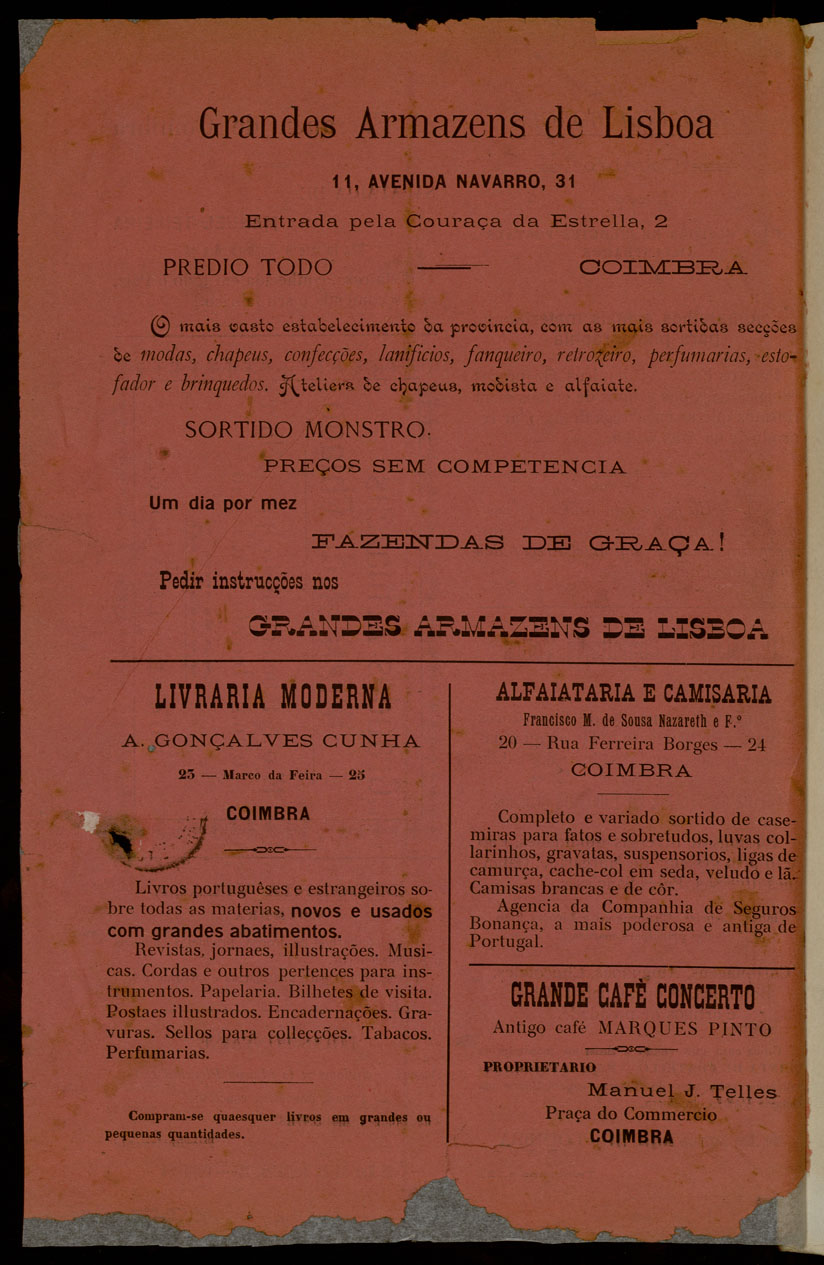 Grandes Armazens de Lisboa
11, AVENIDA NAVARRO, 31
Entrada pela Couraça da Estrella, 2
PREDIO TODO —— COIMBRA
O mais vasto estabelecimento da provincia, com as mais sortidas secções
de modas, chapeus, confecções, lanificios, fanqueiro, retrozeiro, perfumarias, esto-
fador e brinquedos. Ateliers de chapeus, modista e alfaiate.
SORTIDO MONSTRO.
PREÇOS SEM COMPETENCIA
Um dia por mez
FAZENDAS DE GRAÇA!
Pedir instrucções nos
GRANDES ARMAZENS DE LISBOA
LIVRARIA MODERNA
A. GONÇALVES CUNHA
25 — Marco da Feira — 25
COIMBRA
Livros portuguêses e estrangeiros so-
bre todas as materias, novos e usados
com grandes abatimentos.
Revistas, jornaes, illustrações. Musi-
cas. Cordas e outros pertences para ins-
trumentos. Papelaria. Bilhetes de visita.
Postaes illustrados. Encadernações. Gra-
vuras. Sellos para collecções. Tabacos.
Perfumarias.
Compram-se quaesquer livros em grandes ou
pequenas quantidades.
ALFAIATARIA E CAMISARIA
Francisco M. de Sousa Nazareth e F.º
20 — Rua Ferreira Borges — 24
COIMBRA
Completo e variado sortido de case-
miras para fatos e sobretudos, luvas col-
larinhos, gravatas, suspensorios, ligas de
camurça, cache-col em seda, veludo e lã.
Camisas brancas e de côr.
Agencia da Companhia de Seguros
Bonança, a mais poderosa e antiga de
Portugal.
GRANDE CAFÈ CONCERTO
Antigo café MARQUES PINTO
PROPRIETARIO
Manuel J. Telles
Praça do Commercio
COIMBRA